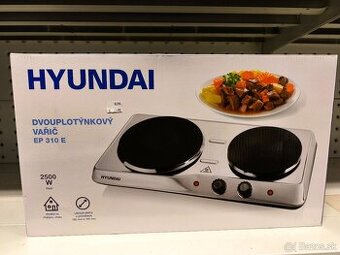 HYUNDAI
DVOUPLOTÝNKOVÝ
VAŘIČ
EP 310 E
2500
W
HYUNDAI
Bazos.sk